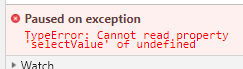 Paused on exception
TypeError: Cannot read property
'selectValue' of undefined
Watch